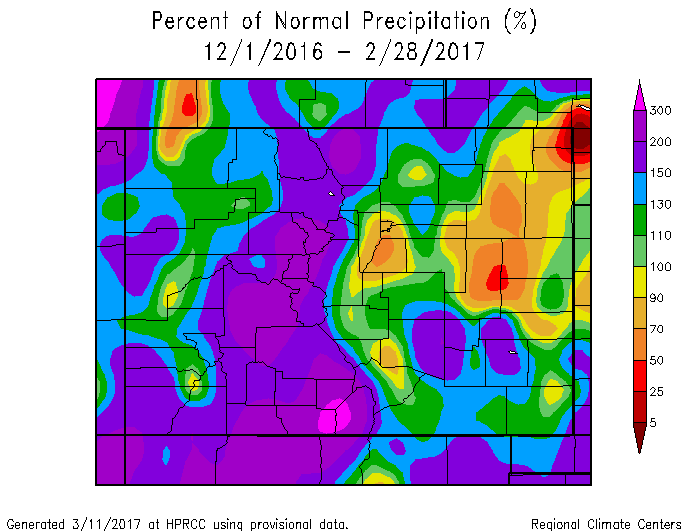 Percent of Normal Precipitation (%)
12/1/2016 – 2/28/2017
300
200
150
130
110
100
90
70
50
25
5
Generated 3/11/2017 at HPRCC using provisional data.
Regional Climate Centers